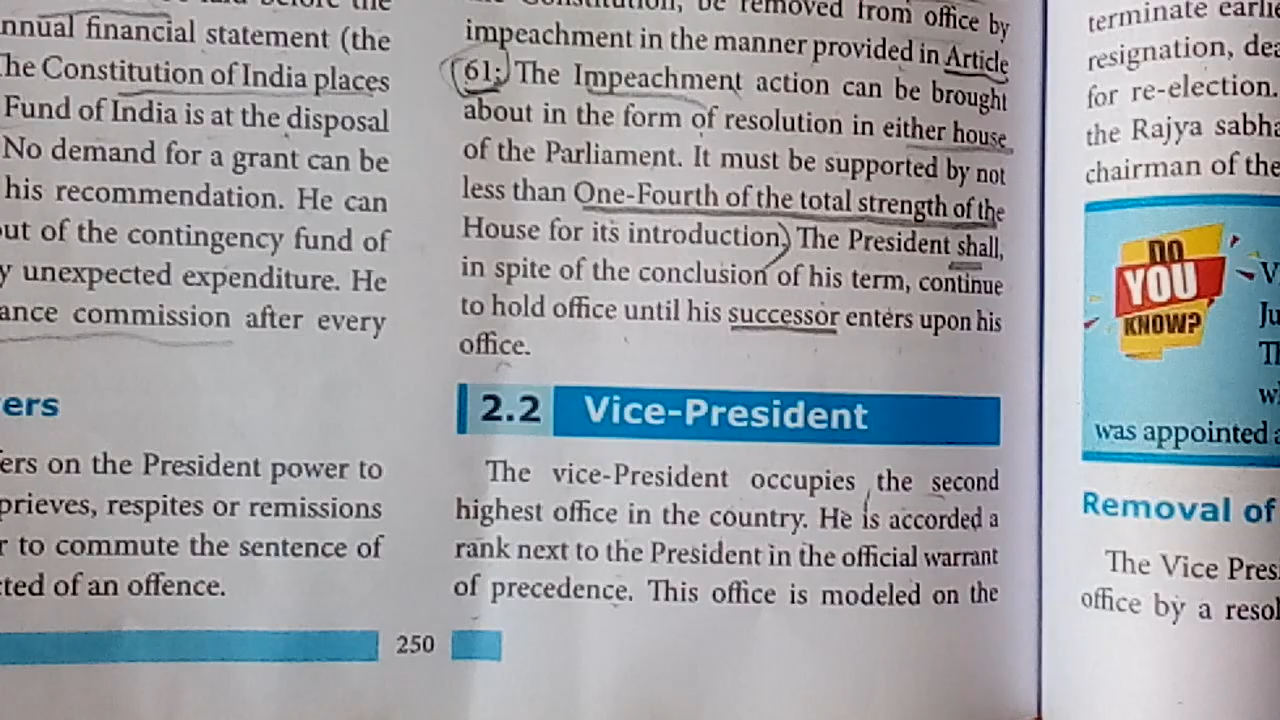 nnual financial statement (the
The Constitution of India places
Fund of India is at the disposal
No demand for a grant can be
his recommendation. He can
out of the contingency fund of
y unexpected expenditure. He
ance commission after every
ers
ers on the President power to
prieves, respites or remissions
r to commute the sentence of
cted of an offence.
250
removed from office by
impeachment in the manner provided in Article
61; The Impeachment action can be brought
about in the form of resolution in either house
of the Parliament. It must be supported by not
less than One-Fourth of the total strength of the
House for its introduction. The President shall,
in spite of the conclusion of his term, continue
to hold office until his successor enters upon his
office.
2.2 Vice-President
The vice-President occupies the second
highest office in the country. He is accorded a
rank next to the President in the official warrant
of precedence. This office is modeled on the
terminate
resignation,
for re-election.
the Rajya
chairman of the
DO
YOU
KNOW?
V
Ju
was appointed
Removal of
The Vice
office by a